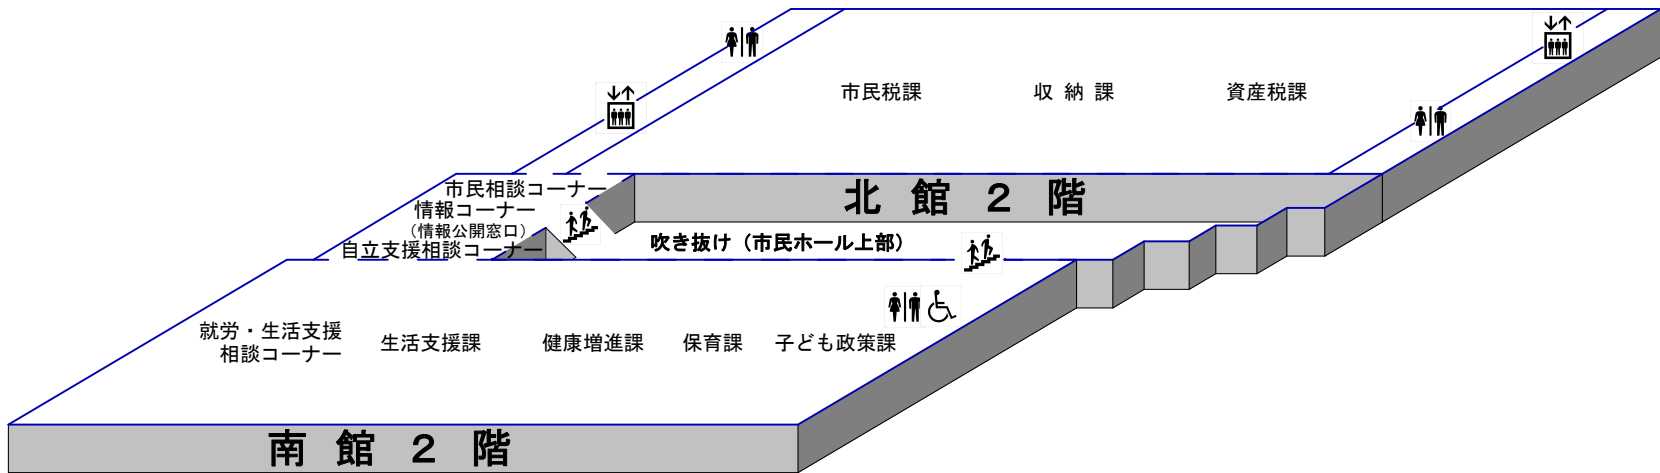 市民税課
収納課
資産税課
北館２階
市民相談コーナー
情報コーナー
（情報公開窓口）
自立支援相談コーナー
吹き抜け（市民ホール上部）
就労・生活支援
相談コーナー
生活支援課
健康増進課
保育課
子ども政策課
南館２階